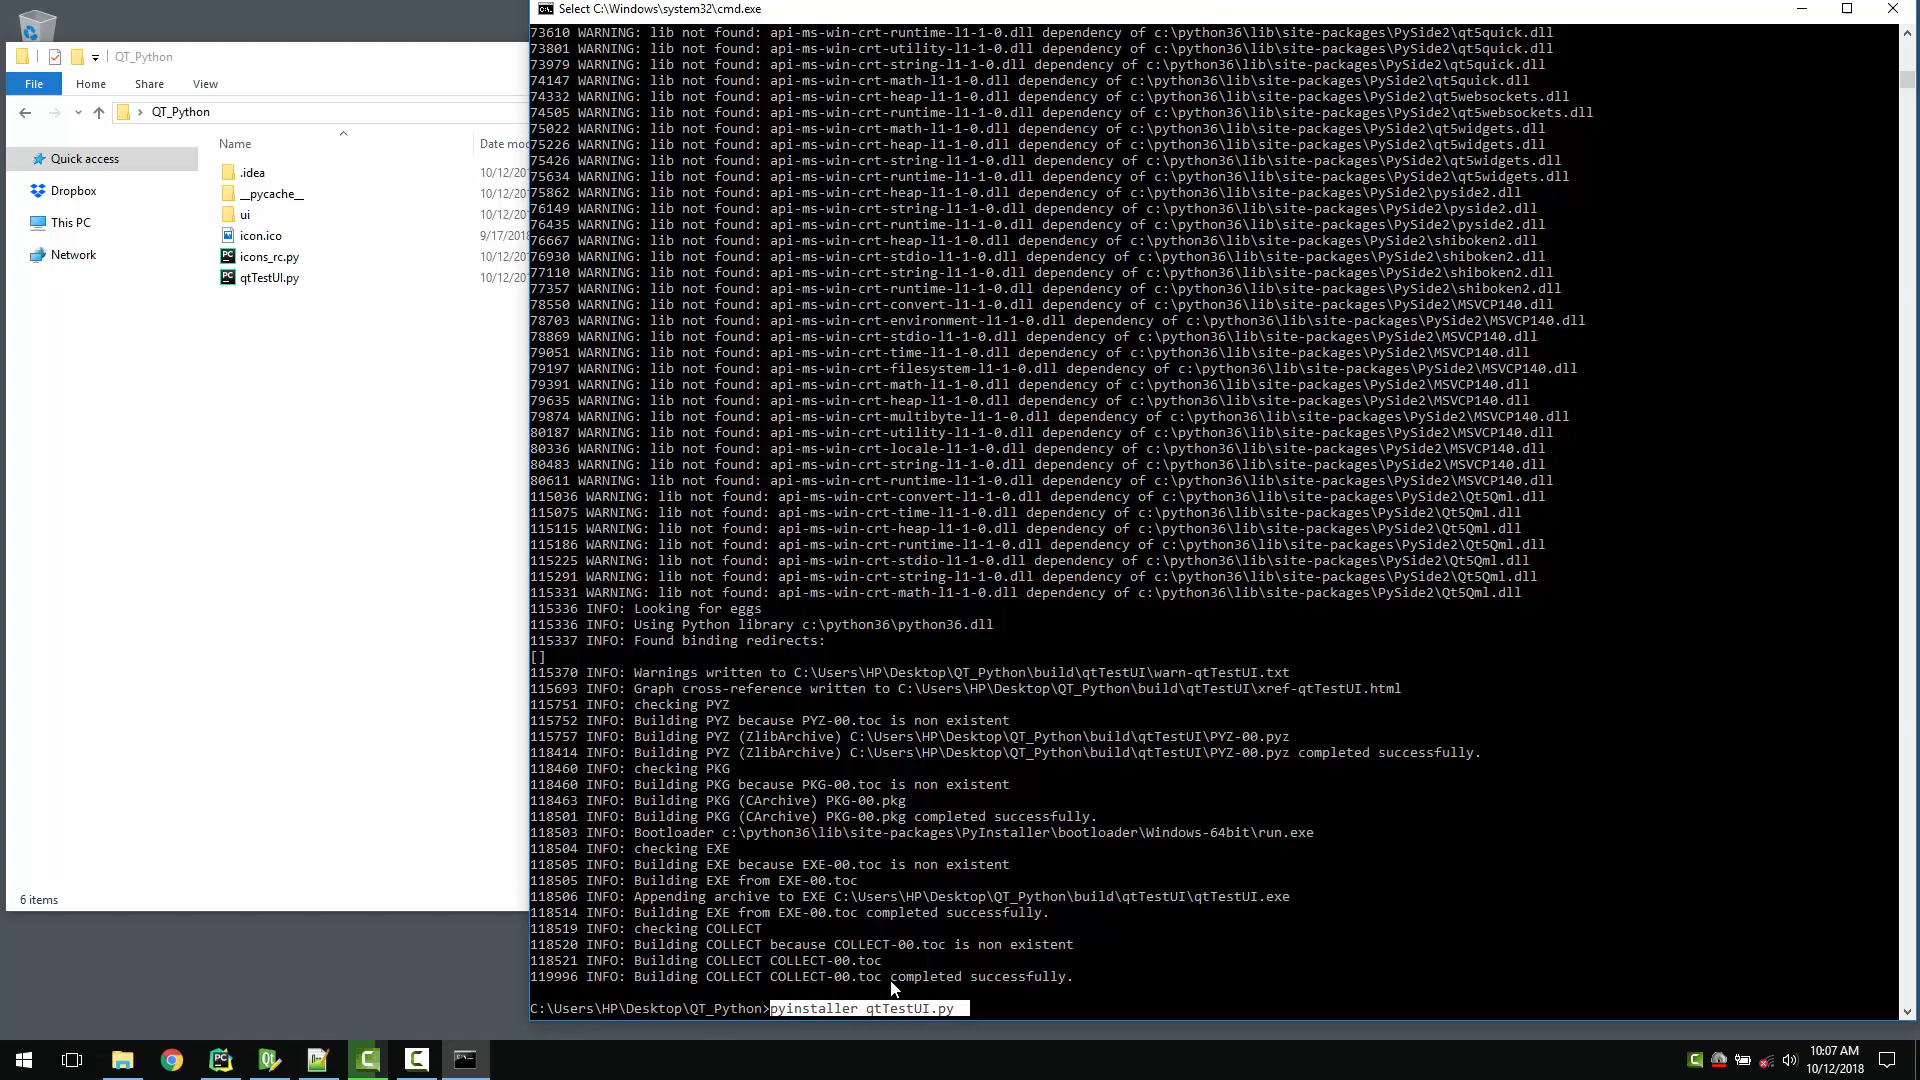 QT_Python
File
Home
Share
View
QT_Python
Name
Date mod
Quick access
Dropbox
This PC
Network
.idea
10/12/201
__pycache__
10/12/201
ui
10/12/201
icon.ico
9/17/2018
icons_rc.py
10/12/201
qtTestUI.py
10/12/201
6 items
Select C:\Windows\system32\cmd.exe
73610 WARNING: lib not found: api-ms-win-crt-runtime-l1-1-0.dll dependency of c:\python36\lib\site-packages\PySide2\qt5quick.dll
73801 WARNING: lib not found: api-ms-win-crt-utility-l1-1-0.dll dependency of c:\python36\lib\site-packages\PySide2\qt5quick.dll
73979 WARNING: lib not found: api-ms-win-crt-string-l1-1-0.dll dependency of c:\python36\lib\site-packages\PySide2\qt5quick.dll
74147 WARNING: lib not found: api-ms-win-crt-math-l1-1-0.dll dependency of c:\python36\lib\site-packages\PySide2\qt5quick.dll
74332 WARNING: lib not found: api-ms-win-crt-heap-l1-1-0.dll dependency of c:\python36\lib\site-packages\PySide2\qt5websockets.dll
74505 WARNING: lib not found: api-ms-win-crt-runtime-l1-1-0.dll dependency of c:\python36\lib\site-packages\PySide2\qt5websockets.dll
75022 WARNING: lib not found: api-ms-win-crt-math-l1-1-0.dll dependency of c:\python36\lib\site-packages\PySide2\qt5widgets.dll
75226 WARNING: lib not found: api-ms-win-crt-heap-l1-1-0.dll dependency of c:\python36\lib\site-packages\PySide2\qt5widgets.dll
75426 WARNING: lib not found: api-ms-win-crt-string-l1-1-0.dll dependency of c:\python36\lib\site-packages\PySide2\qt5widgets.dll
75634 WARNING: lib not found: api-ms-win-crt-runtime-l1-1-0.dll dependency of c:\python36\lib\site-packages\PySide2\qt5widgets.dll
75862 WARNING: lib not found: api-ms-win-crt-heap-l1-1-0.dll dependency of c:\python36\lib\site-packages\PySide2\pyside2.dll
76149 WARNING: lib not found: api-ms-win-crt-string-l1-1-0.dll dependency of c:\python36\lib\site-packages\PySide2\pyside2.dll
76435 WARNING: lib not found: api-ms-win-crt-runtime-l1-1-0.dll dependency of c:\python36\lib\site-packages\PySide2\pyside2.dll
76667 WARNING: lib not found: api-ms-win-crt-heap-l1-1-0.dll dependency of c:\python36\lib\site-packages\PySide2\shiboken2.dll
76930 WARNING: lib not found: api-ms-win-crt-stdio-l1-1-0.dll dependency of c:\python36\lib\site-packages\PySide2\shiboken2.dll
77110 WARNING: lib not found: api-ms-win-crt-string-l1-1-0.dll dependency of c:\python36\lib\site-packages\PySide2\shiboken2.dll
77357 WARNING: lib not found: api-ms-win-crt-runtime-l1-1-0.dll dependency of c:\python36\lib\site-packages\PySide2\shiboken2.dll
78550 WARNING: lib not found: api-ms-win-crt-convert-l1-1-0.dll dependency of c:\python36\lib\site-packages\PySide2\MSVCP140.dll
78703 WARNING: lib not found: api-ms-win-crt-environment-l1-1-0.dll dependency of c:\python36\lib\site-packages\PySide2\MSVCP140.dll
78869 WARNING: lib not found: api-ms-win-crt-stdio-l1-1-0.dll dependency of c:\python36\lib\site-packages\PySide2\MSVCP140.dll
79051 WARNING: lib not found: api-ms-win-crt-time-l1-1-0.dll dependency of c:\python36\lib\site-packages\PySide2\MSVCP140.dll
79197 WARNING: lib not found: api-ms-win-crt-filesystem-l1-1-0.dll dependency of c:\python36\lib\site-packages\PySide2\MSVCP140.dll
79391 WARNING: lib not found: api-ms-win-crt-math-l1-1-0.dll dependency of c:\python36\lib\site-packages\PySide2\MSVCP140.dll
79635 WARNING: lib not found: api-ms-win-crt-heap-l1-1-0.dll dependency of c:\python36\lib\site-packages\PySide2\MSVCP140.dll
79874 WARNING: lib not found: api-ms-win-crt-multibyte-l1-1-0.dll dependency of c:\python36\lib\site-packages\PySide2\MSVCP140.dll
80187 WARNING: lib not found: api-ms-win-crt-utility-l1-1-0.dll dependency of c:\python36\lib\site-packages\PySide2\MSVCP140.dll
80336 WARNING: lib not found: api-ms-win-crt-locale-l1-1-0.dll dependency of c:\python36\lib\site-packages\PySide2\MSVCP140.dll
80483 WARNING: lib not found: api-ms-win-crt-string-l1-1-0.dll dependency of c:\python36\lib\site-packages\PySide2\MSVCP140.dll
80611 WARNING: lib not found: api-ms-win-crt-runtime-l1-1-0.dll dependency of c:\python36\lib\site-packages\PySide2\MSVCP140.dll
115036 WARNING: lib not found: api-ms-win-crt-convert-l1-1-0.dll dependency of c:\python36\lib\site-packages\PySide2\Qt5Qml.dll
115075 WARNING: lib not found: api-ms-win-crt-time-l1-1-0.dll dependency of c:\python36\lib\site-packages\PySide2\Qt5Qml.dll
115115 WARNING: lib not found: api-ms-win-crt-heap-l1-1-0.dll dependency of c:\python36\lib\site-packages\PySide2\Qt5Qml.dll
115186 WARNING: lib not found: api-ms-win-crt-runtime-l1-1-0.dll dependency of c:\python36\lib\site-packages\PySide2\Qt5Qml.dll
115225 WARNING: lib not found: api-ms-win-crt-stdio-l1-1-0.dll dependency of c:\python36\lib\site-packages\PySide2\Qt5Qml.dll
115291 WARNING: lib not found: api-ms-win-crt-string-l1-1-0.dll dependency of c:\python36\lib\site-packages\PySide2\Qt5Qml.dll
115331 WARNING: lib not found: api-ms-win-crt-math-l1-1-0.dll dependency of c:\python36\lib\site-packages\PySide2\Qt5Qml.dll
115336 INFO: Looking for eggs
115336 INFO: Using Python library c:\python36\python36.dll
115337 INFO: Found binding redirects:
[]
115370 INFO: Warnings written to C:\Users\HP\Desktop\QT_Python\build\qtTestUI\warn-qtTestUI.txt
115693 INFO: Graph cross-reference written to C:\Users\HP\Desktop\QT_Python\build\qtTestUI\xref-qtTestUI.html
115751 INFO: checking PYZ
115752 INFO: Building PYZ because PYZ-00.toc is non existent
115757 INFO: Building PYZ (ZlibArchive) C:\Users\HP\Desktop\QT_Python\build\qtTestUI\PYZ-00.pyz
118414 INFO: Building PYZ (ZlibArchive) C:\Users\HP\Desktop\QT_Python\build\qtTestUI\PYZ-00.pyz completed successfully.
118460 INFO: checking PKG
118460 INFO: Building PKG because PKG-00.toc is non existent
118463 INFO: Building PKG (CArchive) PKG-00.pkg
118501 INFO: Building PKG (CArchive) PKG-00.pkg completed successfully.
118503 INFO: Bootloader c:\python36\lib\site-packages\PyInstaller\bootloader\Windows-64bit\run.exe
118504 INFO: checking EXE
118505 INFO: Building EXE because EXE-00.toc is non existent
118505 INFO: Building EXE from EXE-00.toc
118506 INFO: Appending archive to EXE C:\Users\HP\Desktop\QT_Python\build\qtTestUI\qtTestUI.exe
118514 INFO: Building EXE from EXE-00.toc completed successfully.
118519 INFO: checking COLLECT
118520 INFO: Building COLLECT because COLLECT-00.toc is non existent
118521 INFO: Building COLLECT COLLECT-00.toc
119996 INFO: Building COLLECT COLLECT-00.toc completed successfully.
C:\Users\HP\Desktop\QT_Python>pyinstaller qtTestUI.py
10:07 AM
10/12/2018